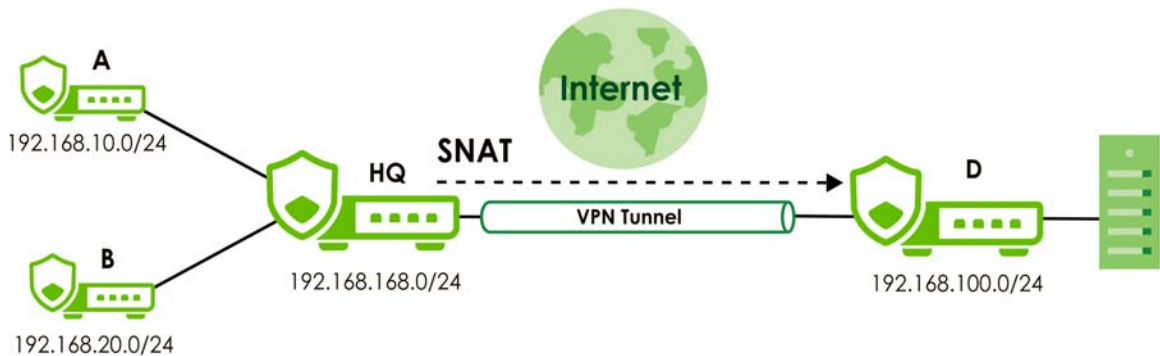 A
192.168.10.0/24
B
192.168.20.0/24
HQ
192.168.168.0/24
SNAT
Internet
VPN Tunnel
D
192.168.100.0/24